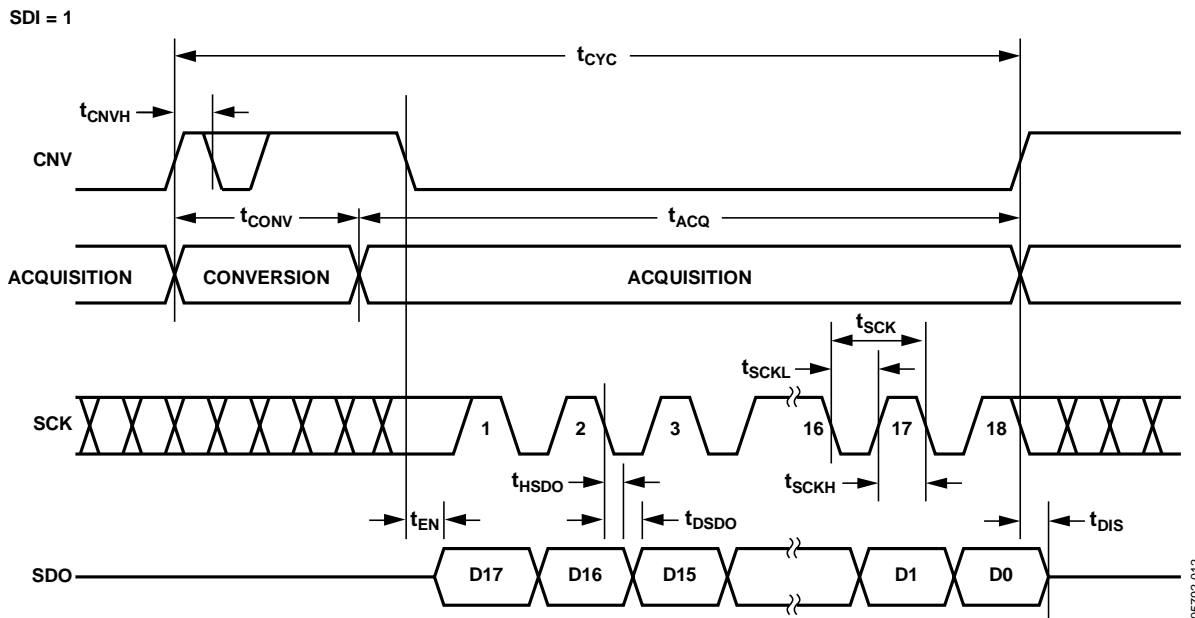 SDI = 1
tCYC
tCNVH
CNV
tCONV tACQ
ACQUISITION CONVERSION ACQUISITION
tSCK
tSCKL
SCK 1 2 3 16 17 18
tHSDO tSCKH
tEN tDSDO tDIS
SDO D17 D16 D15 D1 D0